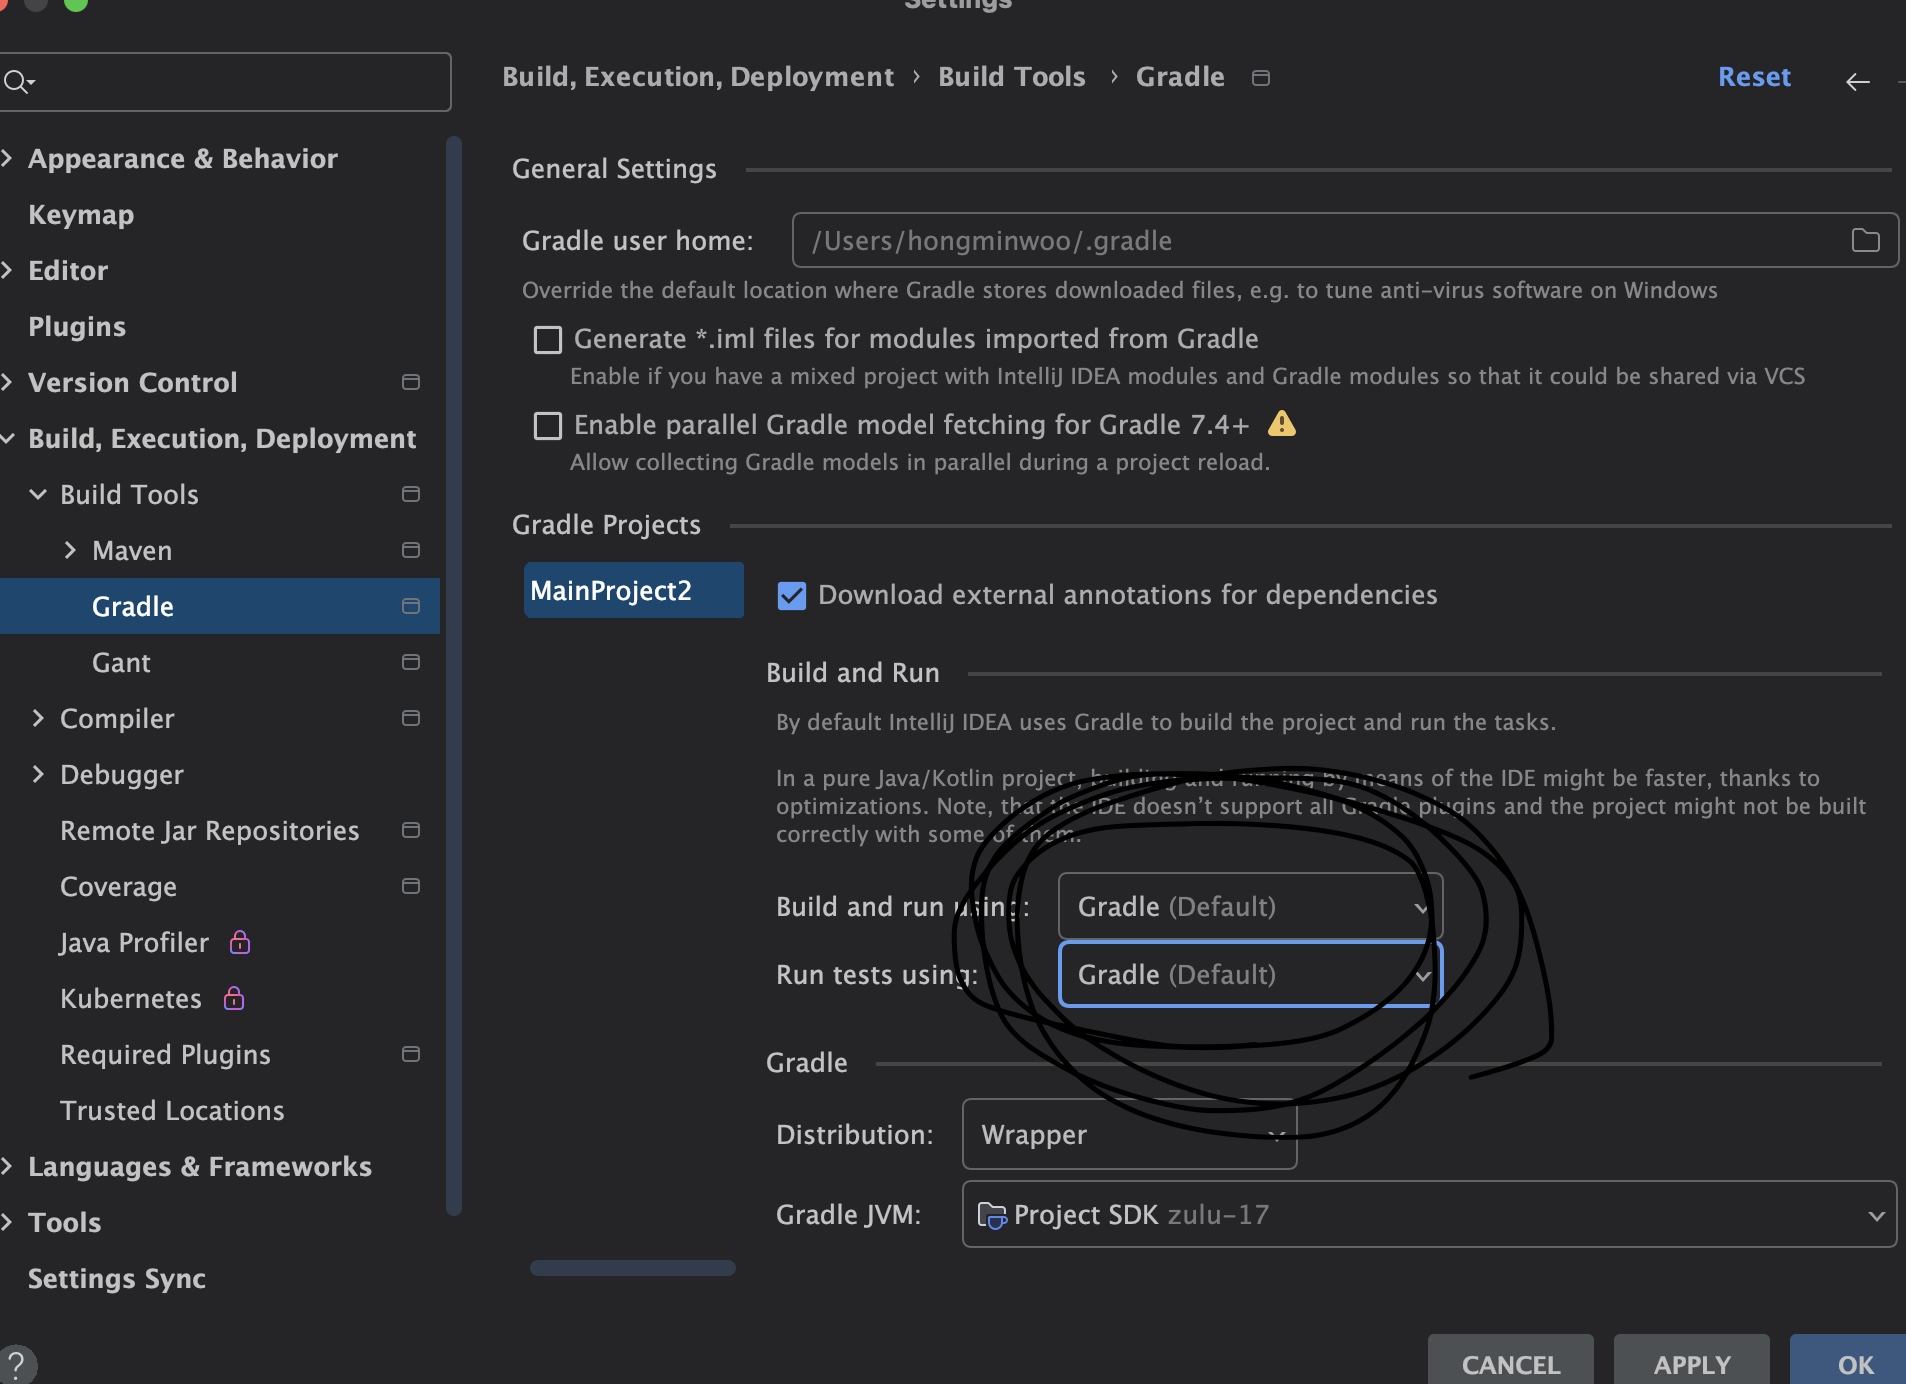 Build, Execution, Deployment › Build Tools › Gradle
Reset
Appearance & Behavior
Keymap
Editor
Plugins
Version Control
Build, Execution, Deployment
Build Tools
Maven
Gradle
Gant
Compiler
Debugger
Remote Jar Repositories
Coverage
Java Profiler
Kubernetes
Required Plugins
Trusted Locations
Languages & Frameworks
Tools
Settings Sync
?
General Settings
Gradle user home: /Users/hongminwoo/.gradle
Override the default location where Gradle stores downloaded files, e.g. to tune anti-virus software on Windows
Generate *.iml files for modules imported from Gradle
Enable if you have a mixed project with IntelliJ IDEA modules and Gradle modules so that it could be shared via VCS
Enable parallel Gradle model fetching for Gradle 7.4+
Allow collecting Gradle models in parallel during a project reload.
Gradle Projects
MainProject2
Download external annotations for dependencies
Build and Run
By default IntelliJ IDEA uses Gradle to build the project and run the tasks.
In a pure Java/Kotlin project, building and running by means of the IDE might be faster, thanks to
optimizations. Note, that the IDE doesn't support all Gradle plugins and the project might not be built
correctly with some of them.
Build and run using: Gradle (Default)
Run tests using: Gradle (Default)
Gradle
Distribution: Wrapper
Gradle JVM: Project SDK zulu-17
CANCEL
APPLY
OK